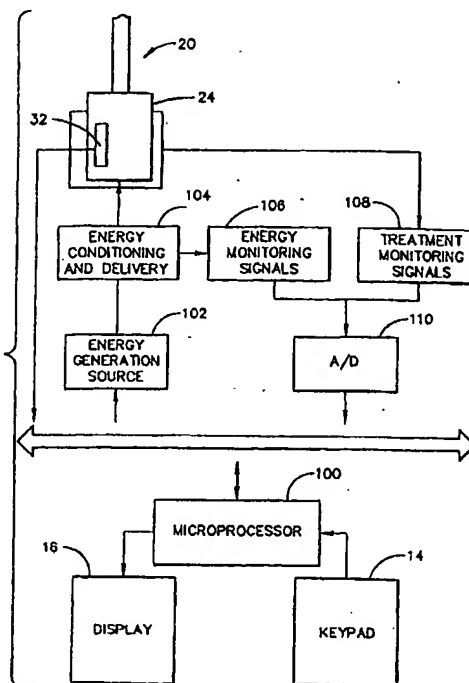 20
24
32
104
106
108
ENERGY
CONDITIONING
AND DELIVERY
ENERGY
MONITORING
SIGNALS
TREATMENT
MONITORING
SIGNALS
102
110
ENERGY
GENERATION
SOURCE
A/D
100
MICROPROCESSOR
16
14
DISPLAY
KEYPAD